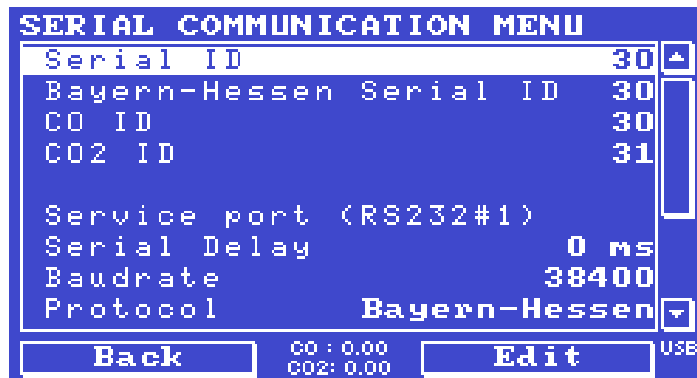 SERIAL COMMUNICATION MENU
Serial ID 30
Bayern-Hessen Serial ID 30
CO ID 30
CO2 ID 31
Service port (RS232#1)
Serial Delay 0 ms
Baudrate 38400
Protocol Bayern-Hessen
Back CO : 0.00 Edit USB
CO2: 0.00